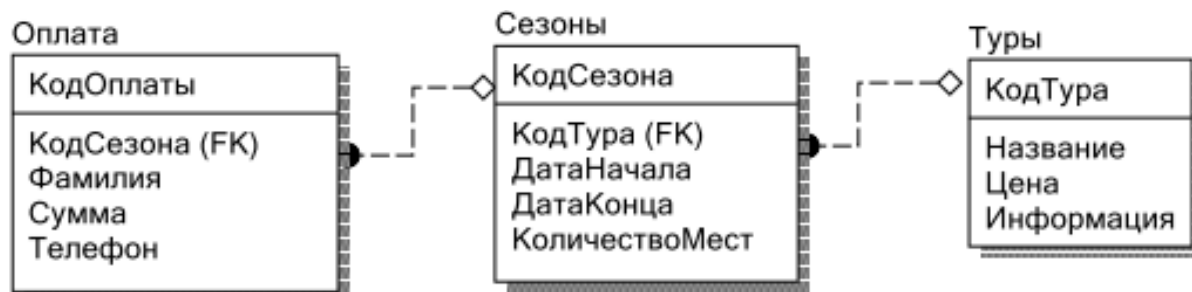 Оплата
КодОплаты
КодСезона (FK)
Фамилия
Сумма
Телефон
Сезоны
КодСезона
КодТура (FK)
ДатаНачала
ДатаКонца
КоличествоМест
Туры
КодТура
Название
Цена
Информация